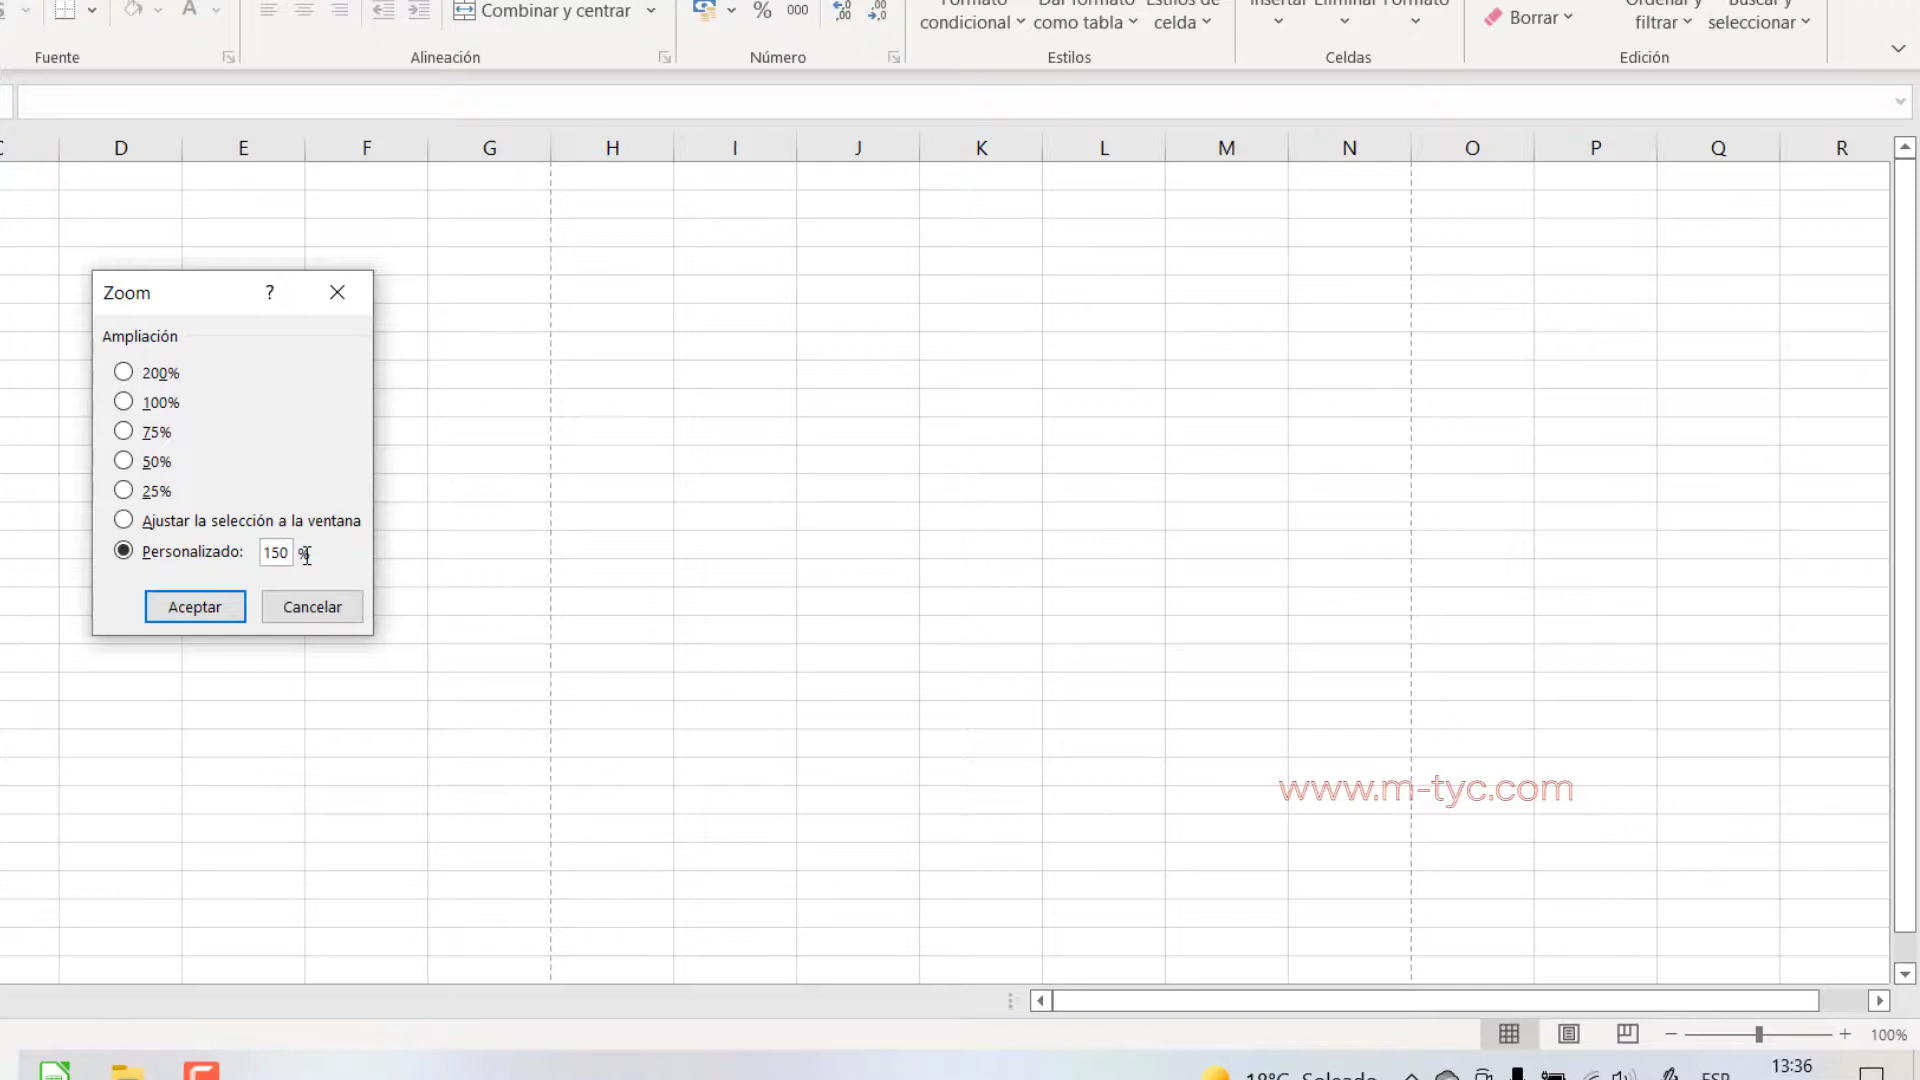 Formato Dar formato Estilos de Insertar Eliminar Formato Ordenar y Buscar y
Combinar y centrar % 000 condicional como tabla celda Borrar filtrar seleccionar
Fuente Alineación Número Estilos Celdas Edición
D E F G H I J K L M N O P Q R
Zoom ?
Ampliación
200%
100%
75%
50%
25%
Ajustar la selección a la ventana
Personalizado: 150 %
Aceptar Cancelar
www.m-tyc.com
100%
18°C Soleado ESP 13:36